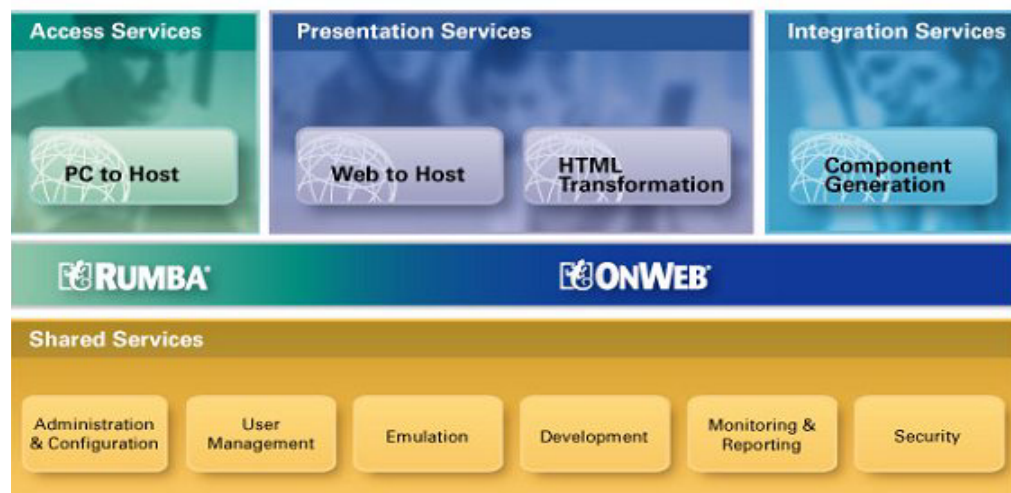 Access Services
Presentation Services
Integration Services
PC to Host
Web to Host
HTML
Transformation
Component
Generation
RUMBA®
ONWEB®
Shared Services
Administration
& Configuration
User
Management
Emulation
Development
Monitoring &
Reporting
Security